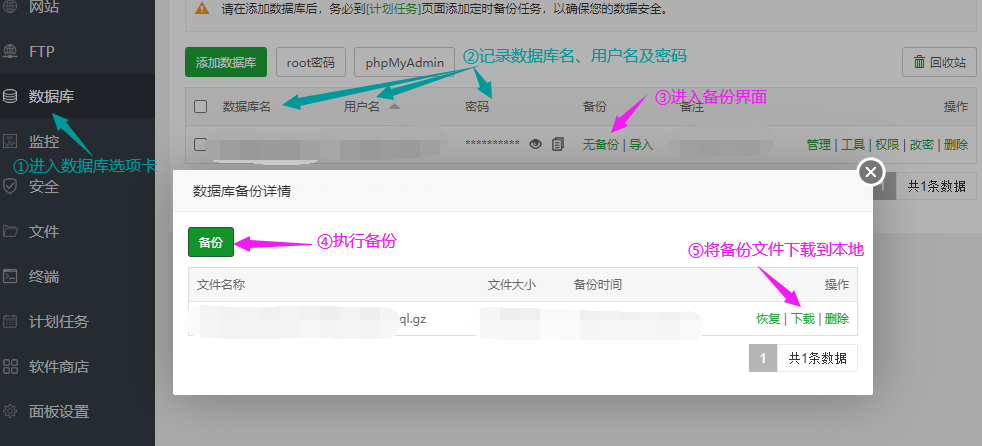 网站
请在添加数据库后，务必到[计划任务]页面添加定时备份任务，以确保您的数据安全。
FTP
添加数据库 root密码 phpMyAdmin ②记录数据库名、用户名及密码 回收站
数据库
数据库名 用户名 密码 备份 ③进入备份界面 备注 操作
监控
********** 无备份 | 导入 管理 | 工具 | 权限 | 改密 | 删除
①进入数据库选项卡
安全
数据库备份详情 1 共1条数据
文件
备份 ④执行备份 ⑤将备份文件下载到本地
终端
文件名称 文件大小 备份时间 操作
计划任务
ql.gz 恢复 | 下载 | 删除
软件商店
1 共1条数据
面板设置